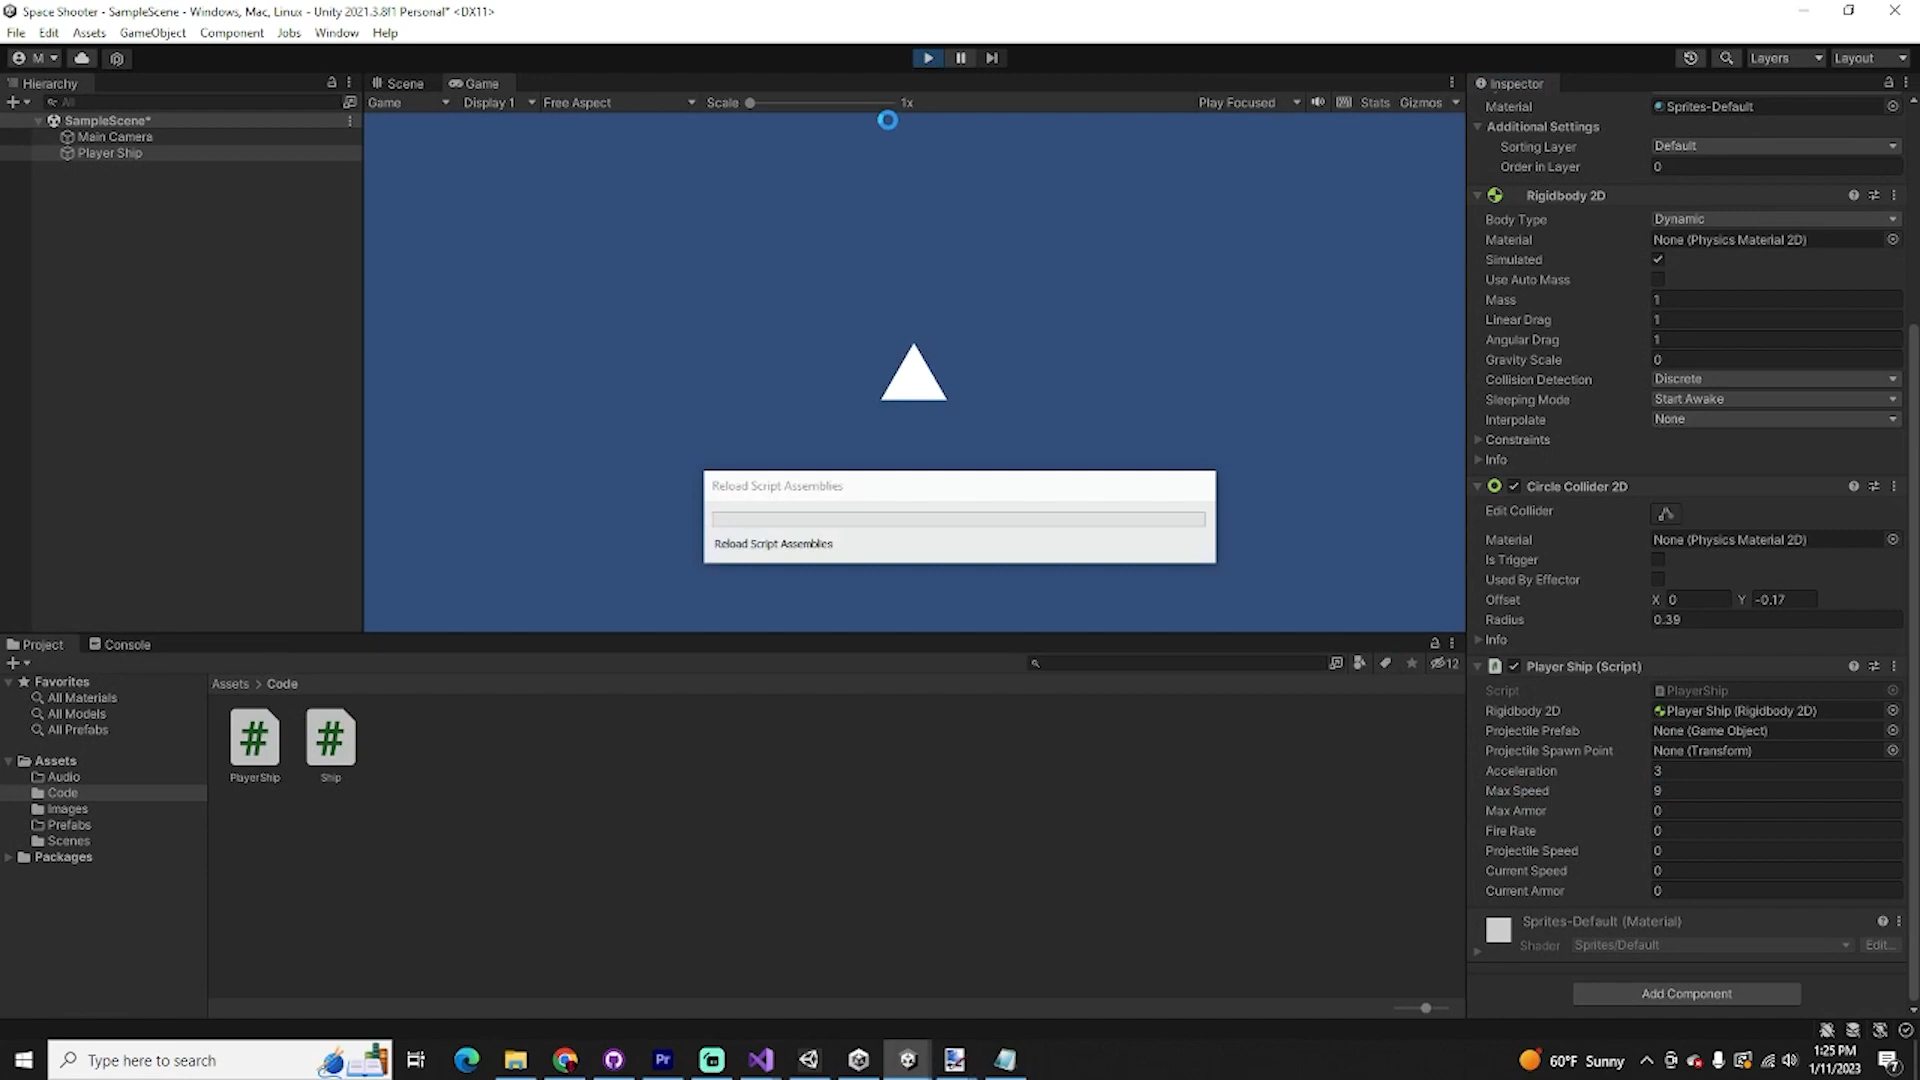 Space Shooter - SampleScene - Windows, Mac, Linux - Unity 2021.3.8f1 Personal* <DX11>
File Edit Assets GameObject Component Jobs Window Help
M Layers Layout
Hierarchy Scene Game Inspector
All Game Display 1 Free Aspect Scale 1x Play Focused Stats Gizmos
SampleScene*
Main Camera
Player Ship
Material Sprites-Default
Additional Settings
Sorting Layer Default
Order in Layer 0
Rigidbody 2D
Body Type Dynamic
Material None (Physics Material 2D)
Simulated
Use Auto Mass
Mass 1
Linear Drag 1
Angular Drag 1
Gravity Scale 0
Collision Detection Discrete
Sleeping Mode Start Awake
Interpolate None
Constraints
Info
Circle Collider 2D
Edit Collider
Material None (Physics Material 2D)
Is Trigger
Used By Effector
Offset X 0 Y -0.17
Radius 0.39
Info
Player Ship (Script)
Script PlayerShip
Rigidbody 2D Player Ship (Rigidbody 2D)
Projectile Prefab None (Game Object)
Projectile Spawn Point None (Transform)
Acceleration 3
Max Speed 9
Max Armor 0
Fire Rate 0
Projectile Speed 0
Current Speed 0
Current Armor 0
Sprites-Default (Material)
Shader Sprites/Default Edit...
Add Component
Reload Script Assemblies
Reload Script Assemblies
Project Console
12
Favorites
All Materials
All Models
All Prefabs
Assets
Audio
Code
Images
Prefabs
Scenes
Packages
Assets > Code
# #
PlayerShip Ship
Type here to search
Pr
60°F Sunny
1:25 PM
1/11/2023
7